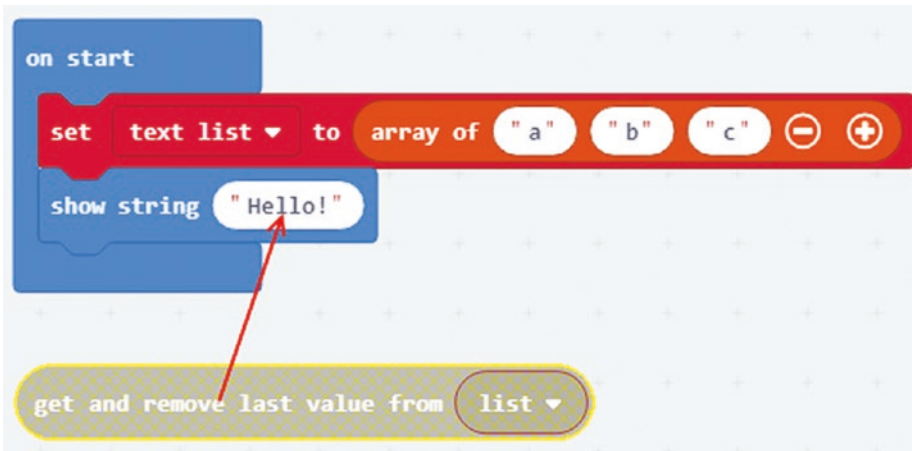 on start
set text list to array of "a" "b" "c"
show string "Hello!"
get and remove last value from list